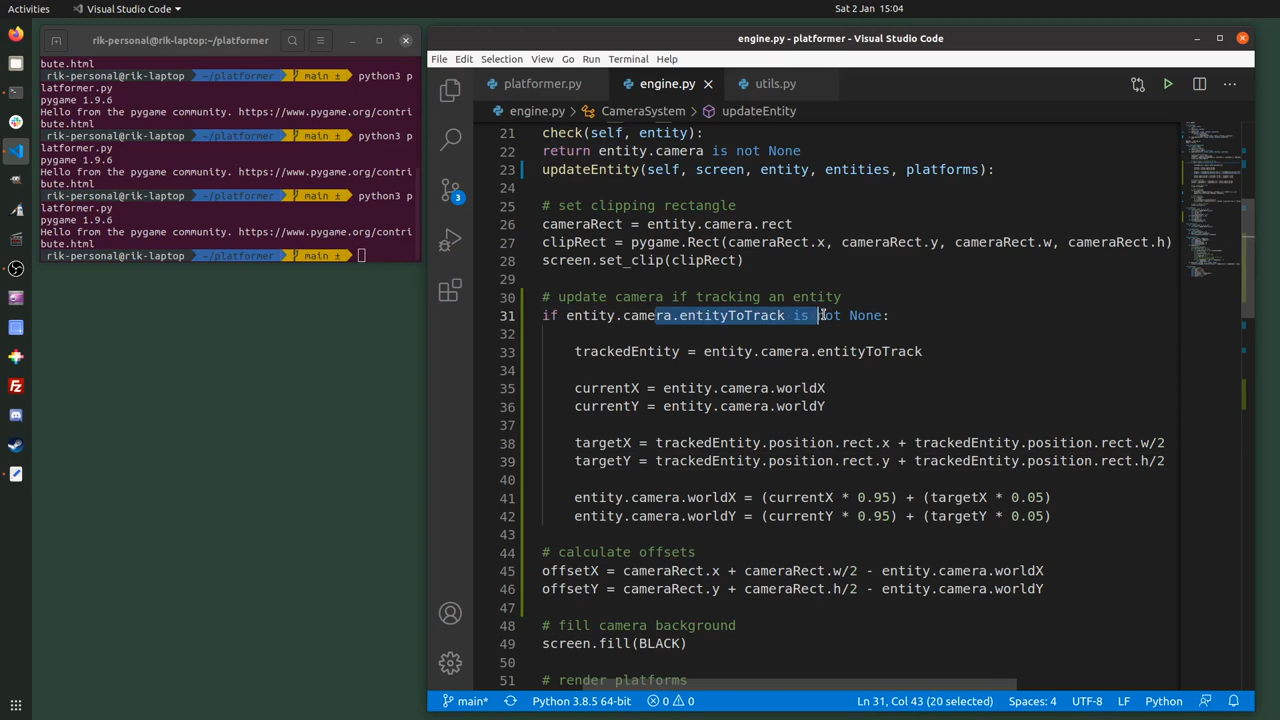 Activities
Visual Studio Code
Sat 2 Jan 15:04
rik-personal@rik-laptop:~/platformer
bute.html
rik-personal@rik-laptop ~/platformer main ± python3 p
latformer.py
pygame 1.9.6
Hello from the pygame community. https://www.pygame.org/contri
bute.html
rik-personal@rik-laptop ~/platformer main ± python3 p
latformer.py
pygame 1.9.6
Hello from the pygame community. https://www.pygame.org/contri
bute.html
rik-personal@rik-laptop ~/platformer main ± python3 p
latformer.py
pygame 1.9.6
Hello from the pygame community. https://www.pygame.org/contri
bute.html
rik-personal@rik-laptop ~/platformer main ±
engine.py - platformer - Visual Studio Code
File Edit Selection View Go Run Terminal Help
platformer.py engine.py utils.py
engine.py > CameraSystem > updateEntity
21 check(self, entity):
22 return entity.camera is not None
23 updateEntity(self, screen, entity, entities, platforms):
24
25 # set clipping rectangle
26 cameraRect = entity.camera.rect
27 clipRect = pygame.Rect(cameraRect.x, cameraRect.y, cameraRect.w, cameraRect.h)
28 screen.set_clip(clipRect)
29
30 # update camera if tracking an entity
31 if entity.camera.entityToTrack is not None:
32
33 trackedEntity = entity.camera.entityToTrack
34
35 currentX = entity.camera.worldX
36 currentY = entity.camera.worldY
37
38 targetX = trackedEntity.position.rect.x + trackedEntity.position.rect.w/2
39 targetY = trackedEntity.position.rect.y + trackedEntity.position.rect.h/2
40
41 entity.camera.worldX = (currentX * 0.95) + (targetX * 0.05)
42 entity.camera.worldY = (currentY * 0.95) + (targetY * 0.05)
43
44 # calculate offsets
45 offsetX = cameraRect.x + cameraRect.w/2 - entity.camera.worldX
46 offsetY = cameraRect.y + cameraRect.h/2 - entity.camera.worldY
47
48 # fill camera background
49 screen.fill(BLACK)
50
51 # render platforms
3
main* Python 3.8.5 64-bit 0 0 Ln 31, Col 43 (20 selected) Spaces: 4 UTF-8 LF Python